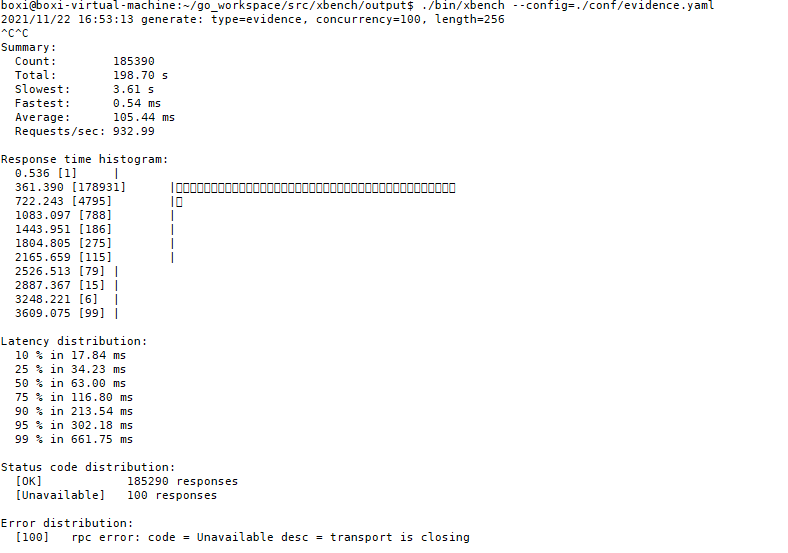 boxi@boxi-virtual-machine:~/go_workspace/src/xbench/output$ ./bin/xbench --config=./conf/evidence.yaml
2021/11/22 16:53:13 generate: type=evidence, concurrency=100, length=256
^C^C
Summary:
  Count:        185390
  Total:        198.70 s
  Slowest:      3.61 s
  Fastest:      0.54 ms
  Average:      105.44 ms
  Requests/sec: 932.99

Response time histogram:
  0.536 [1]     |
  361.390 [178931]      |▯▯▯▯▯▯▯▯▯▯▯▯▯▯▯▯▯▯▯▯▯▯▯▯▯▯▯▯▯▯▯▯▯▯▯▯▯▯▯▯
  722.243 [4795]        |▯
  1083.097 [788]        |
  1443.951 [186]        |
  1804.805 [275]        |
  2165.659 [115]        |
  2526.513 [79] |
  2887.367 [15] |
  3248.221 [6]  |
  3609.075 [99] |

Latency distribution:
  10 % in 17.84 ms
  25 % in 34.23 ms
  50 % in 63.00 ms
  75 % in 116.80 ms
  90 % in 213.54 ms
  95 % in 302.18 ms
  99 % in 661.75 ms

Status code distribution:
  [OK]            185290 responses
  [Unavailable]   100 responses

Error distribution:
  [100]   rpc error: code = Unavailable desc = transport is closing